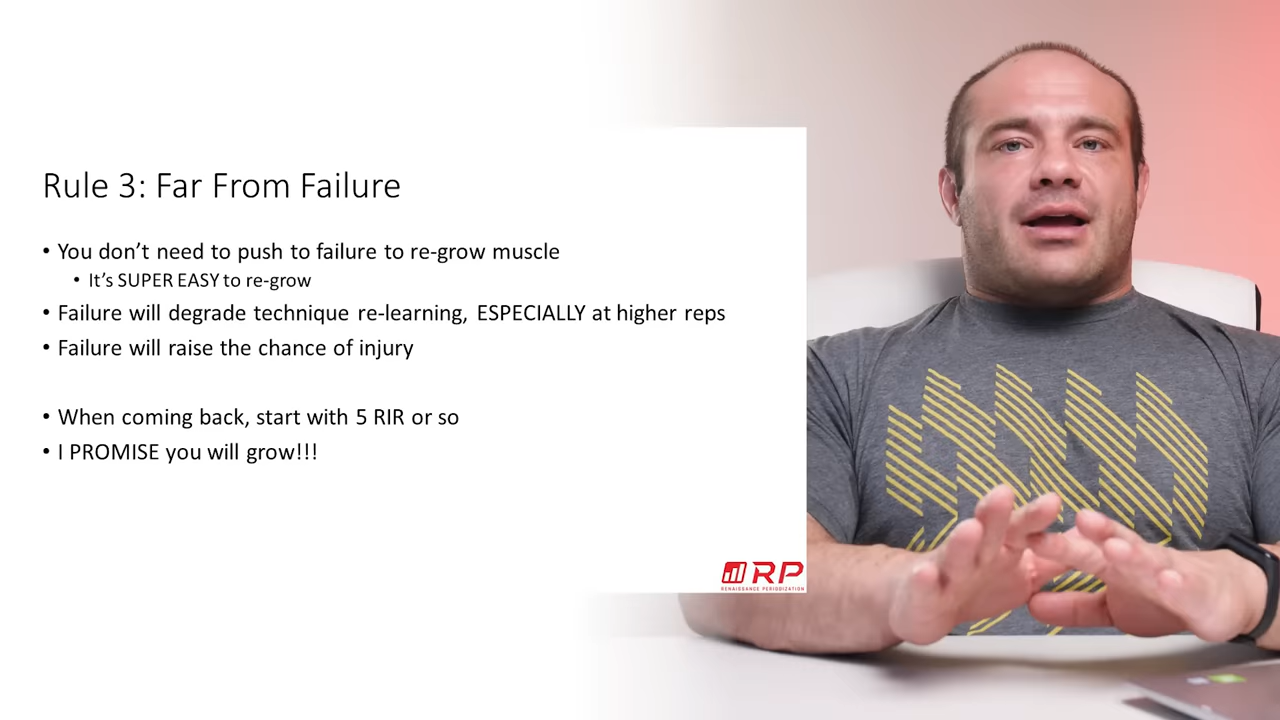 Rule 3: Far From Failure
• You don’t need to push to failure to re-grow muscle
• It’s SUPER EASY to re-grow
• Failure will degrade technique re-learning, ESPECIALLY at higher reps
• Failure will raise the chance of injury
• When coming back, start with 5 RIR or so
• I PROMISE you will grow!!!
RP
RENAISSANCE PERIODIZATION